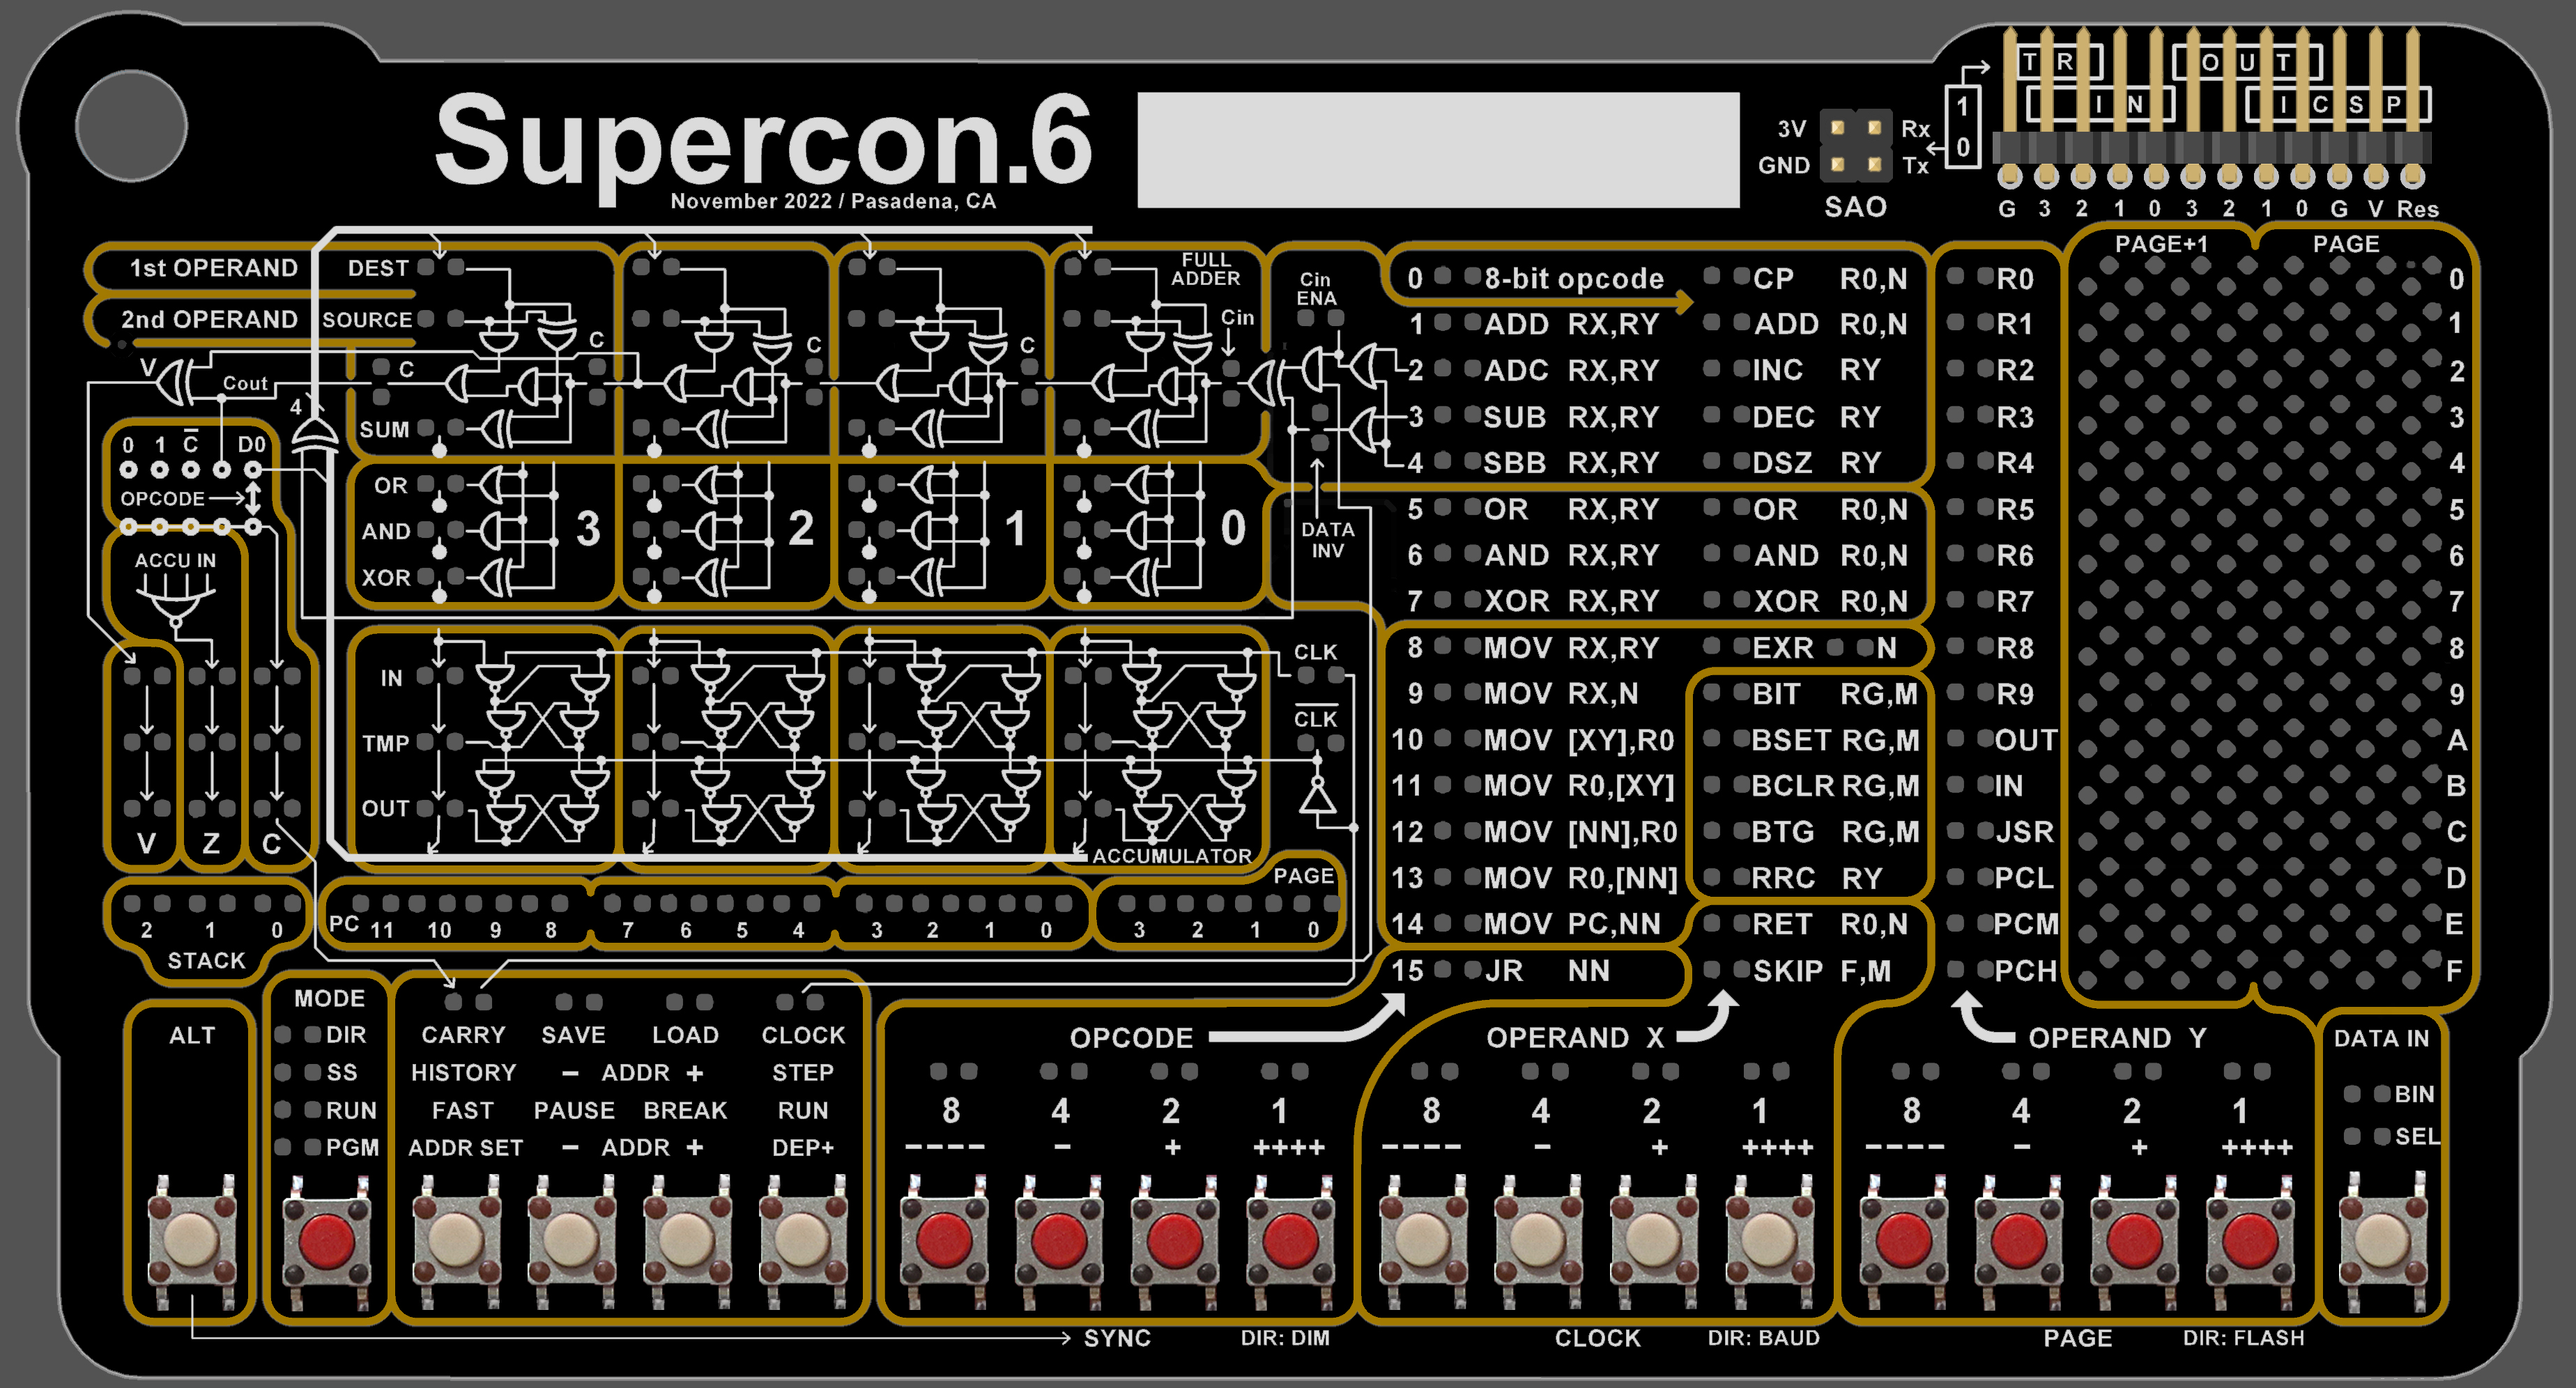 Supercon.6
November 2022 / Pasadena, CA
3V Rx
GND Tx
SAO
1
0
T R
O U T
I N
I C S P
G 3 2 1 0 3 2 1 0 G V Res
PAGE+1 PAGE
1st OPERAND DEST
2nd OPERAND SOURCE
FULL
ADDER
Cin
Cin
ENA
C C C C
V
Cout
4
SUM
0 1 C D0
OPCODE
OR
AND
XOR
3 2 1 0
DATA
INV
ACCU IN
IN
TMP
OUT
CLK
CLK
V Z C
ACCUMULATOR
PAGE
2 1 0
STACK
PC 11 10 9 8 7 6 5 4 3 2 1 0
3 2 1 0
0 8-bit opcode CP R0,N R0 0
1 ADD RX,RY ADD R0,N R1 1
2 ADC RX,RY INC RY R2 2
3 SUB RX,RY DEC RY R3 3
4 SBB RX,RY DSZ RY R4 4
5 OR RX,RY OR R0,N R5 5
6 AND RX,RY AND R0,N R6 6
7 XOR RX,RY XOR R0,N R7 7
8 MOV RX,RY EXR N R8 8
9 MOV RX,N BIT RG,M R9 9
10 MOV [XY],R0 BSET RG,M OUT A
11 MOV R0,[XY] BCLR RG,M IN B
12 MOV [NN],R0 BTG RG,M JSR C
13 MOV R0,[NN] RRC RY PCL D
14 MOV PC,NN RET R0,N PCM E
15 JR NN SKIP F,M PCH F
ALT
MODE
DIR
SS
RUN
PGM
CARRY SAVE LOAD CLOCK
HISTORY - ADDR + STEP
FAST PAUSE BREAK RUN
ADDR SET - ADDR + DEP+
OPCODE
8 4 2 1
---- - + ++++
OPERAND X
8 4 2 1
---- - + ++++
OPERAND Y
8 4 2 1
---- - + ++++
DATA IN
BIN
SEL
SYNC DIR: DIM CLOCK DIR: BAUD PAGE DIR: FLASH